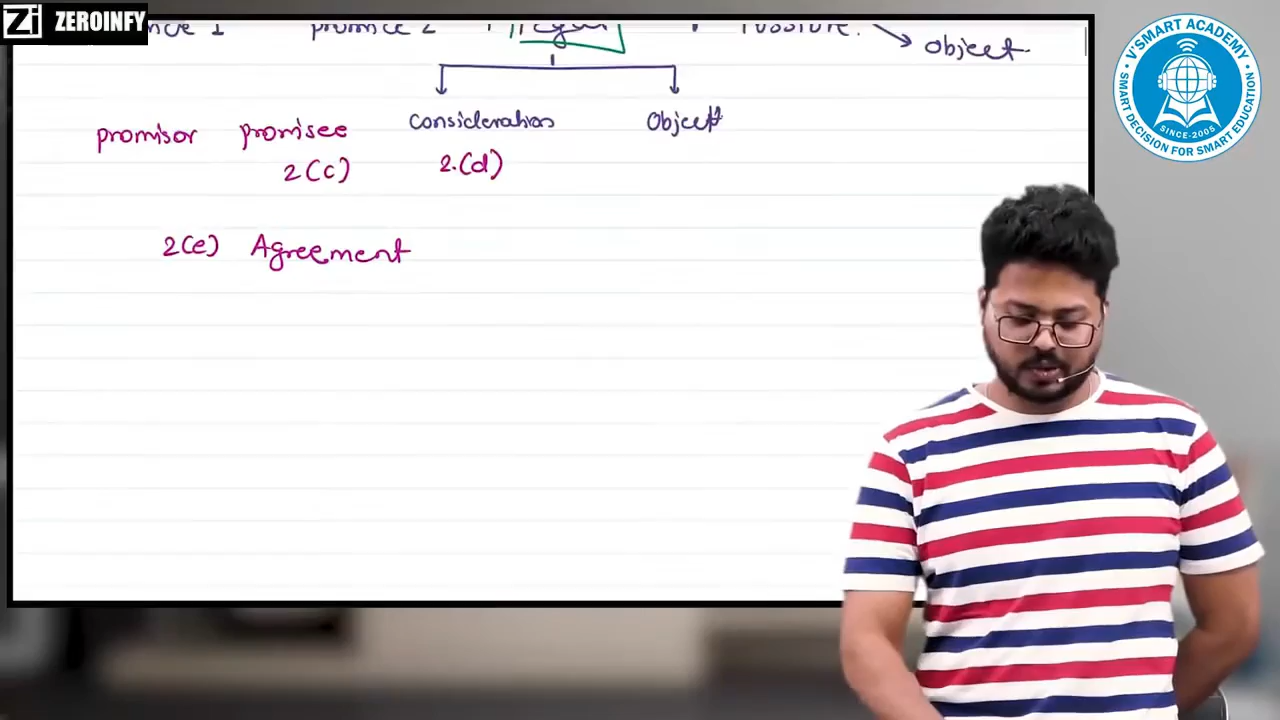 Zi ZEROINFY
promise 2
Object
promisor promisee consideration Object
2(c) 2.(d)
2(e) Agreement
V'SMART ACADEMY
SMART DECISION FOR SMART EDUCATION
SINCE-2005